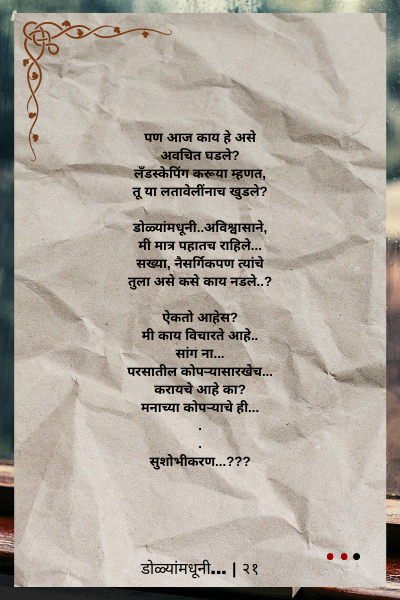 पण आज काय हे असे
अवचित घडले?
लँडस्केपिंग करूया म्हणत,
तू या लतावेलींनाच खुडले?
डोळ्यांमधूनी..अविश्वासाने,
मी मात्र पहातच राहिले...
सख्या, नैसर्गिकपण त्यांचे
तुला असे कसे काय नडले..?
ऐकतो आहेस?
मी काय विचारते आहे..
सांग ना...
परसातील कोपऱ्यासारखेच...
करायचे आहे का?
मनाच्या कोपऱ्याचे ही...
.
.
सुशोभीकरण...???
डोळ्यांमधूनी... | २१